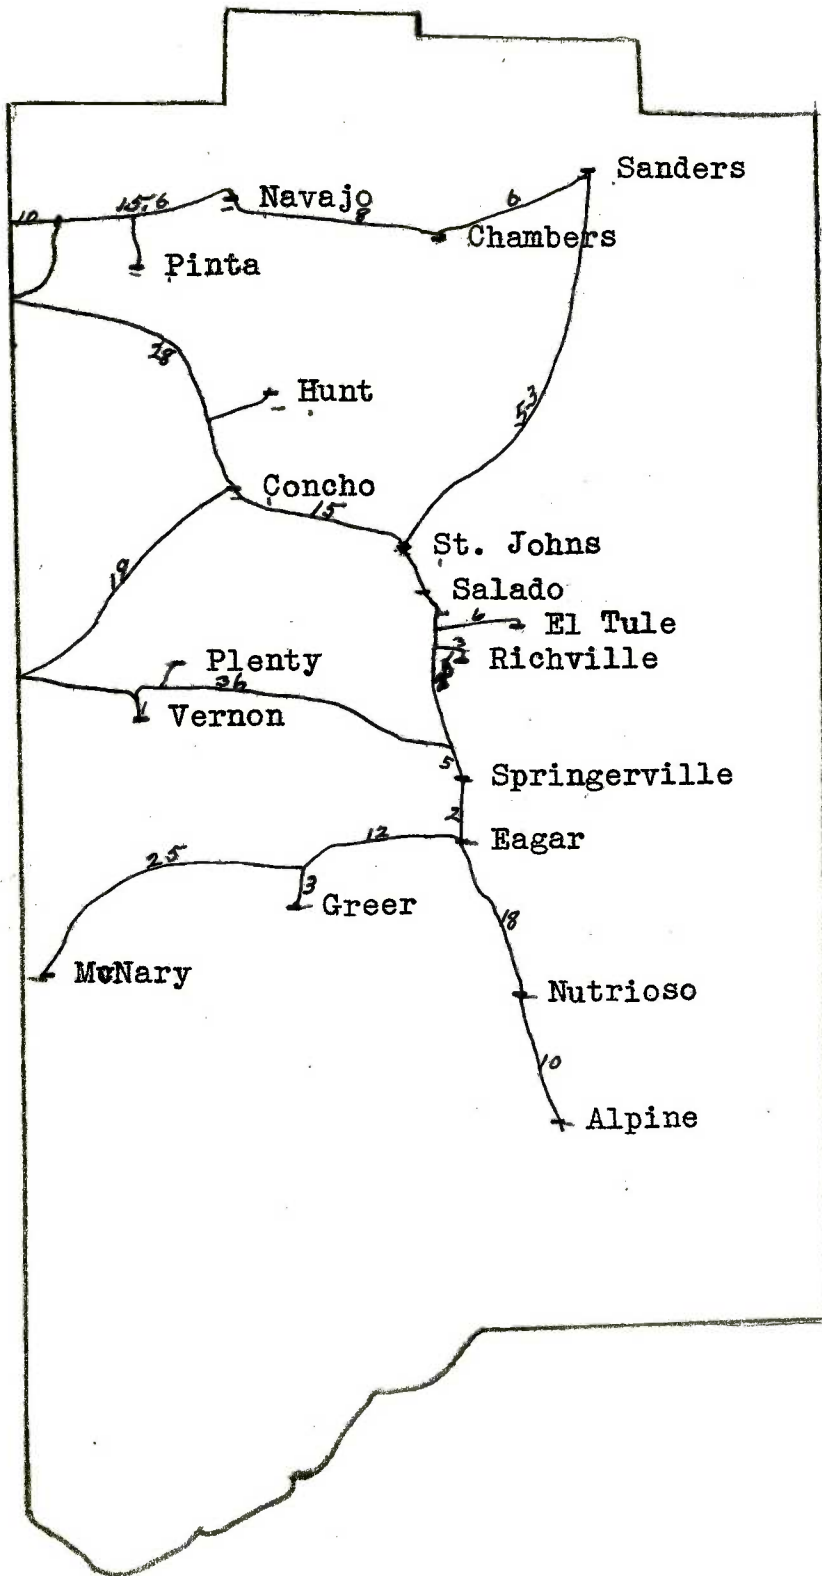 Sanders
6
Navajo
15.6
10
8
Chambers
Pinta
28
Hunt
53
Concho
15
St. Johns
19
Salado
6
El Tule
3
Richville
Plenty
36
Vernon
5
Springerville
2
12
Eagar
25
3
Greer
18
McNary
Nutrioso
10
Alpine